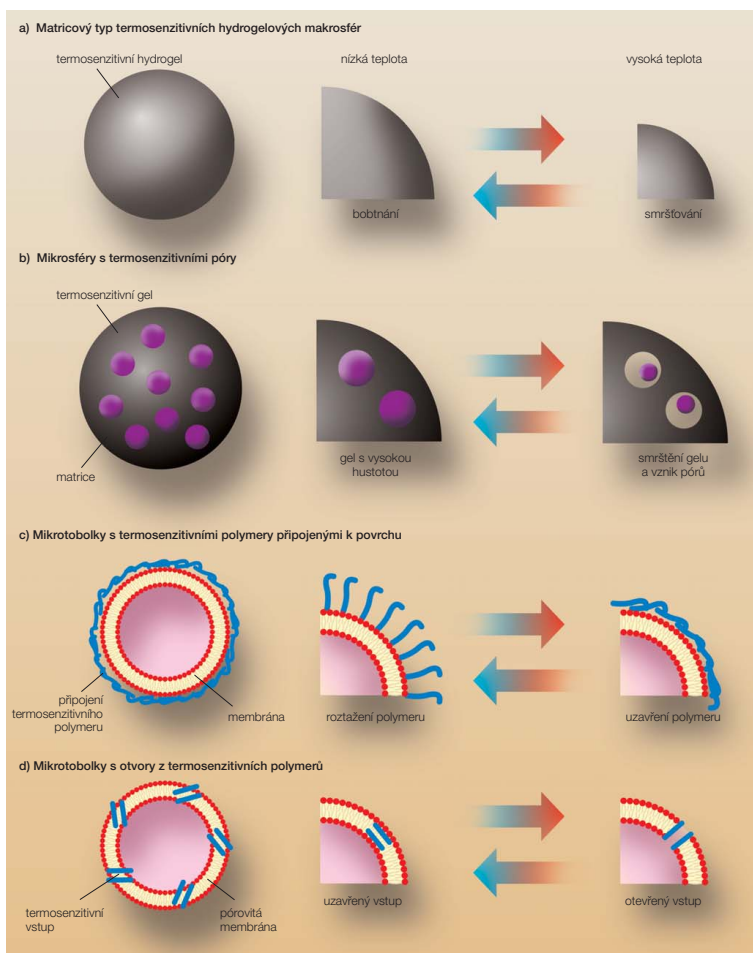 a) Matricový typ termosenzitivních hydrogelových makrosfér
termosenzitivní hydrogel
nízká teplota
vysoká teplota
bobtnání
smršťování
b) Mikrosféry s termosenzitivními póry
termosenzitivní gel
matrice
gel s vysokou
hustotou
smrštění gelu
a vznik pórů
c) Mikrotobolky s termosenzitivními polymery připojenými k povrchu
připojení
termosenzitivního
polymeru
membrána
roztažení polymeru
uzavření polymeru
d) Mikrotobolky s otvory z termosenzitivních polymerů
termosenzitivní
vstup
pórovitá
membrána
uzavřený vstup
otevřený vstup